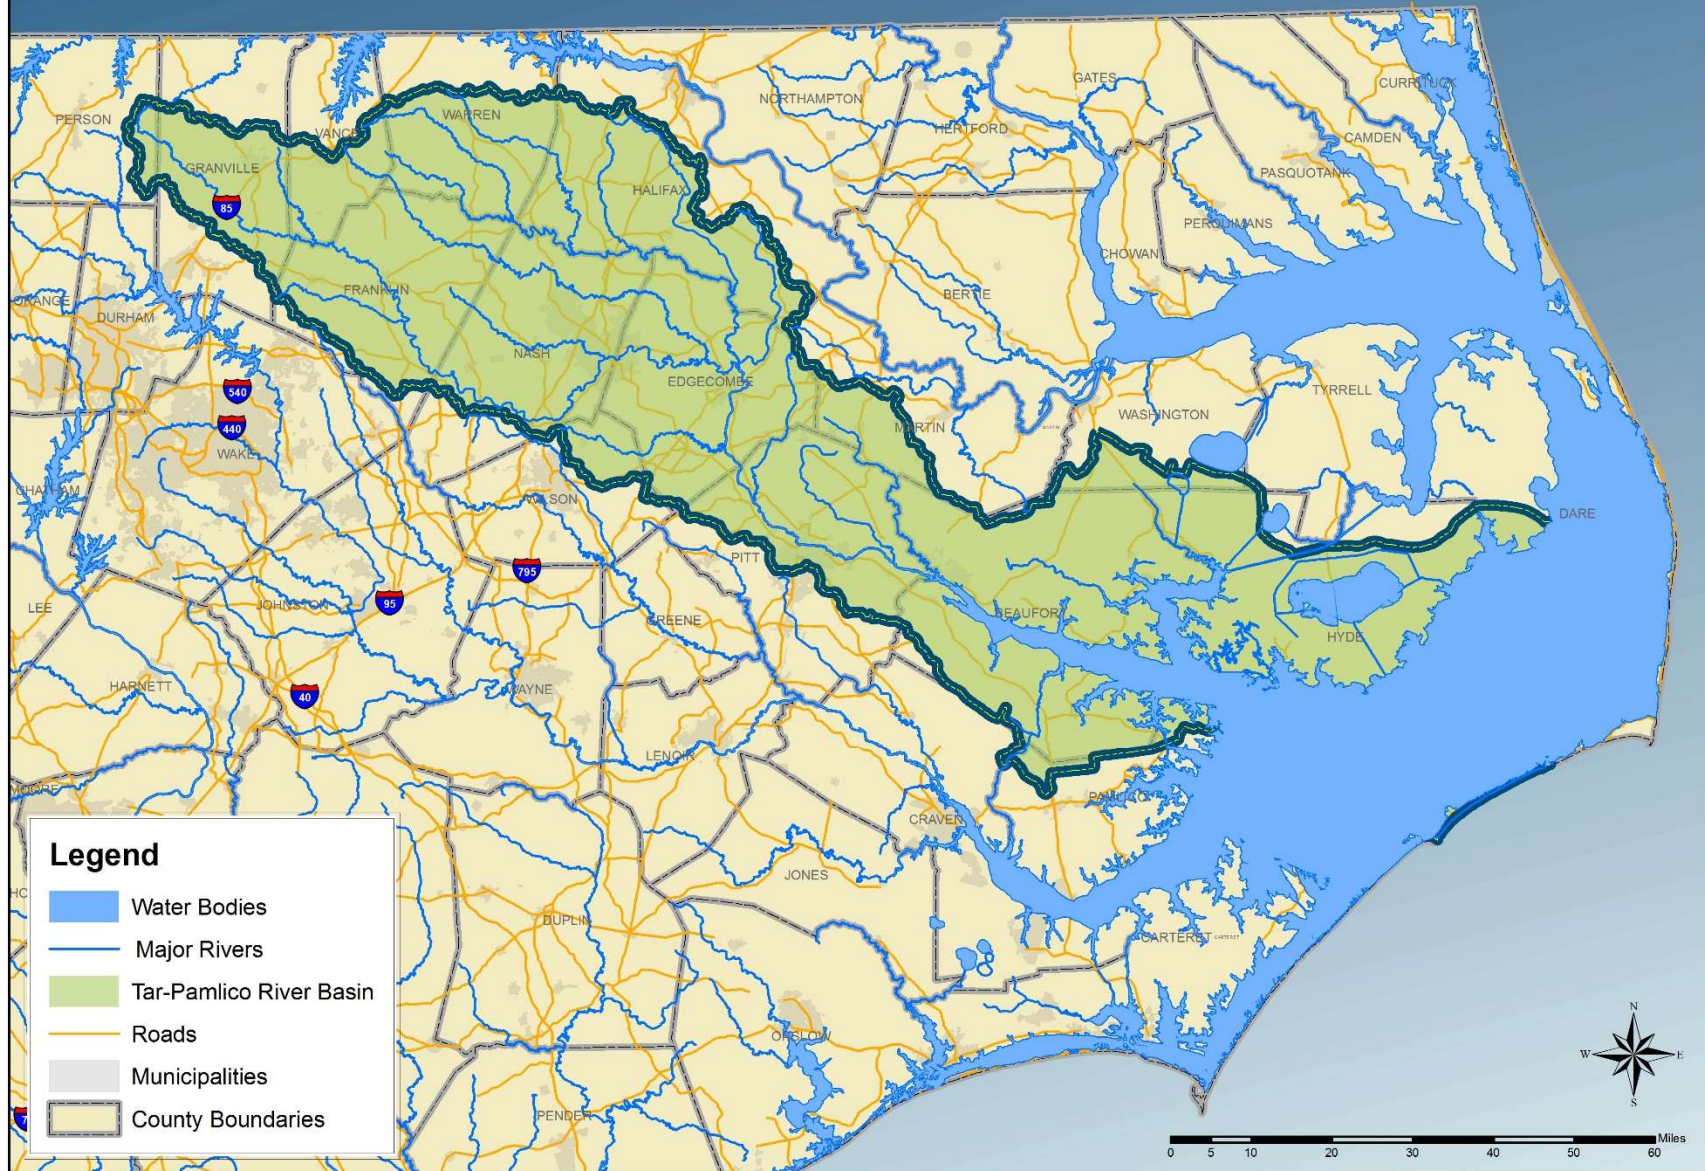 GATES
CURRITUCK
NORTHAMPTON
PERSON
WARREN
HERTFORD
VANCE
CAMDEN
GRANVILLE
PASQUOTANK
HALIFAX
85
PERQUIMANS
CHOWAN
FRANKLIN
BERTIE
ORANGE
DURHAM
NASH
EDGECOMBE
TYRRELL
540
WASHINGTON
440
MARTIN
WAKE
CHATHAM
WILSON
DARE
PITT
795
95
LEE
JOHNSTON
BEAUFORT
GREENE
HYDE
HARNETT
40
WAYNE
LENOIR
MOORE
PAMLICO
CRAVEN
JONES
DUPLIN
CARTERET
CARTERET
ONSLOW
PENDER
Legend
Water Bodies
Major Rivers
Tar-Pamlico River Basin
Roads
Municipalities
County Boundaries
N
W E
S
Miles
0 5 10 20 30 40 50 60